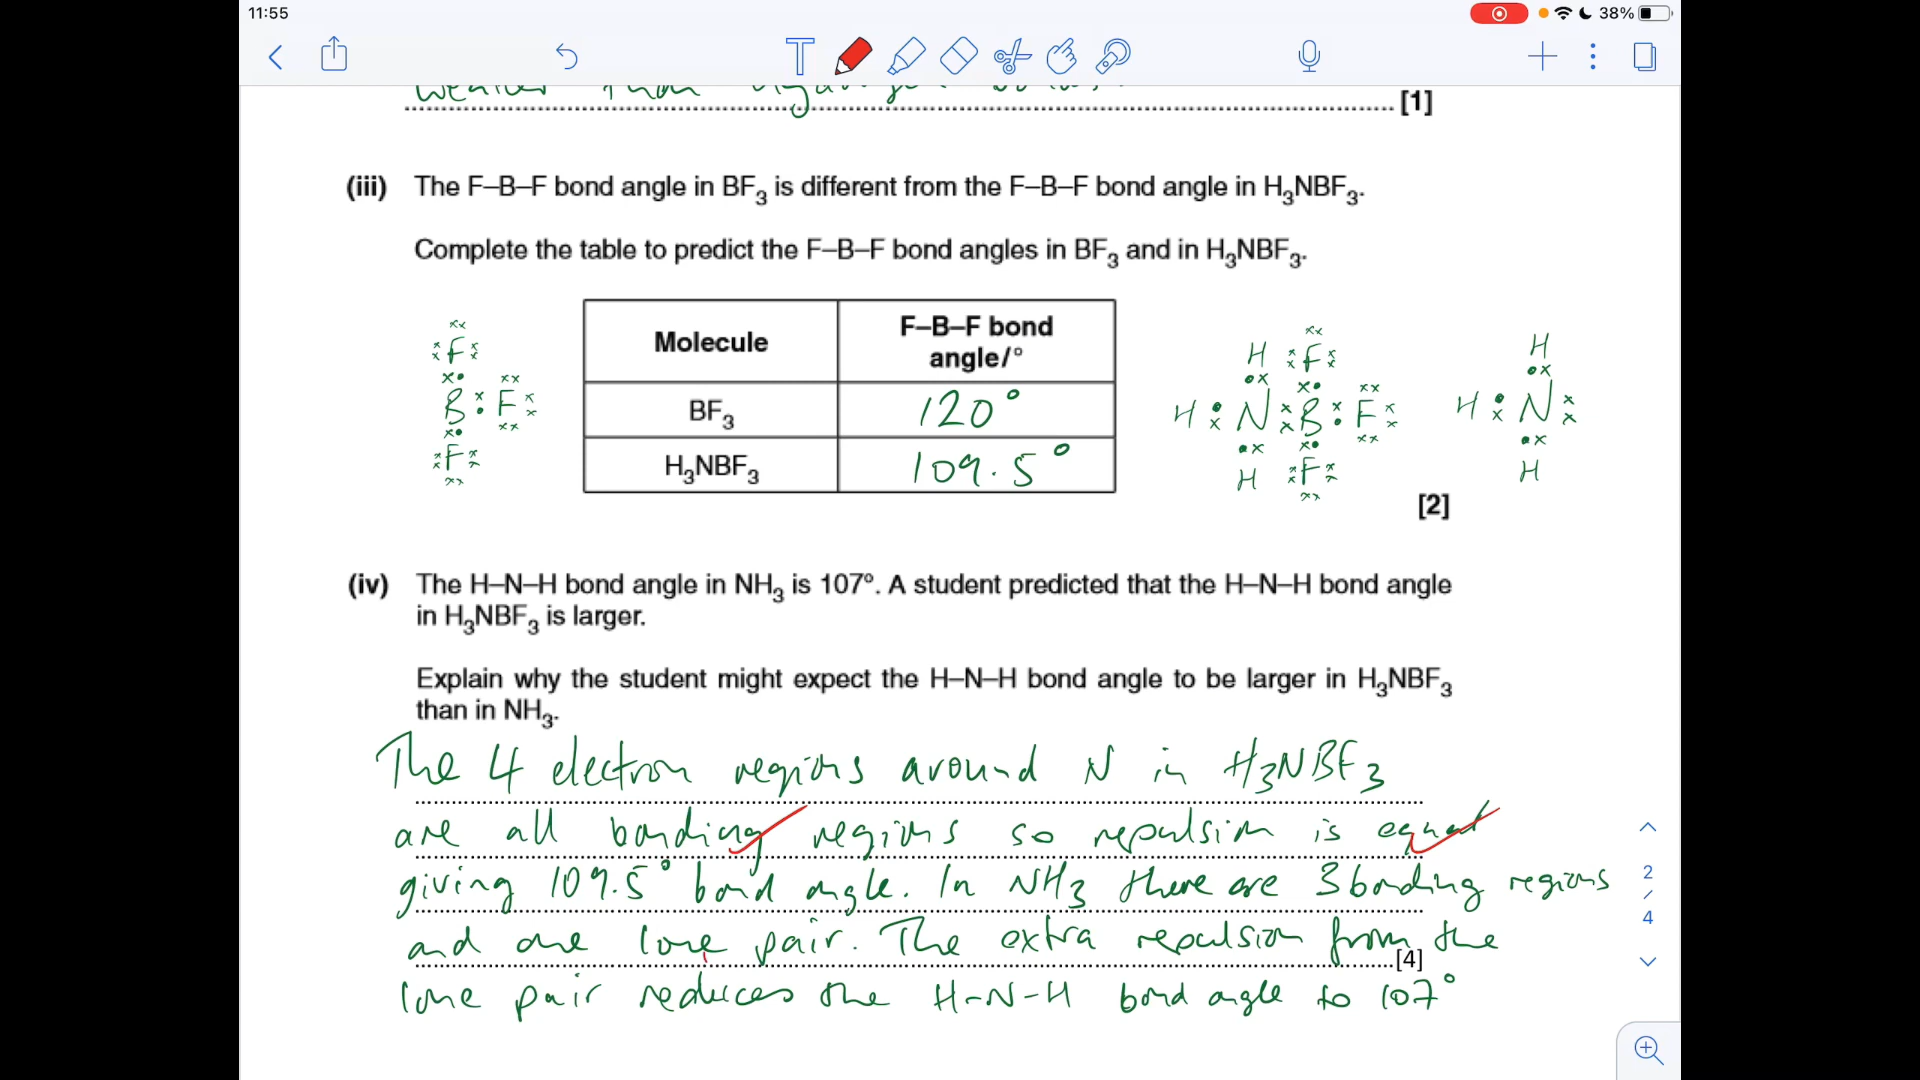 11:55
38%
[1]
(iii) The F–B–F bond angle in BF₃ is different from the F–B–F bond angle in H₃NBF₃.
Complete the table to predict the F–B–F bond angles in BF₃ and in H₃NBF₃.
Molecule
F–B–F bond
angle/°
BF₃
120°
H₃NBF₃
109.5°
F
B F
F
H F
H N B F
H F
H
H N
H
[2]
(iv) The H–N–H bond angle in NH₃ is 107°. A student predicted that the H–N–H bond angle
in H₃NBF₃ is larger.
Explain why the student might expect the H–N–H bond angle to be larger in H₃NBF₃
than in NH₃.
The 4 electron regions around N in H₃NBF₃
are all bonding regions so repulsion is equal
giving 109.5° bond angle. In NH₃ there are 3 bonding regions
and one lone pair. The extra repulsion from the
[4]
lone pair reduces the H-N-H bond angle to 107°
2
/
4